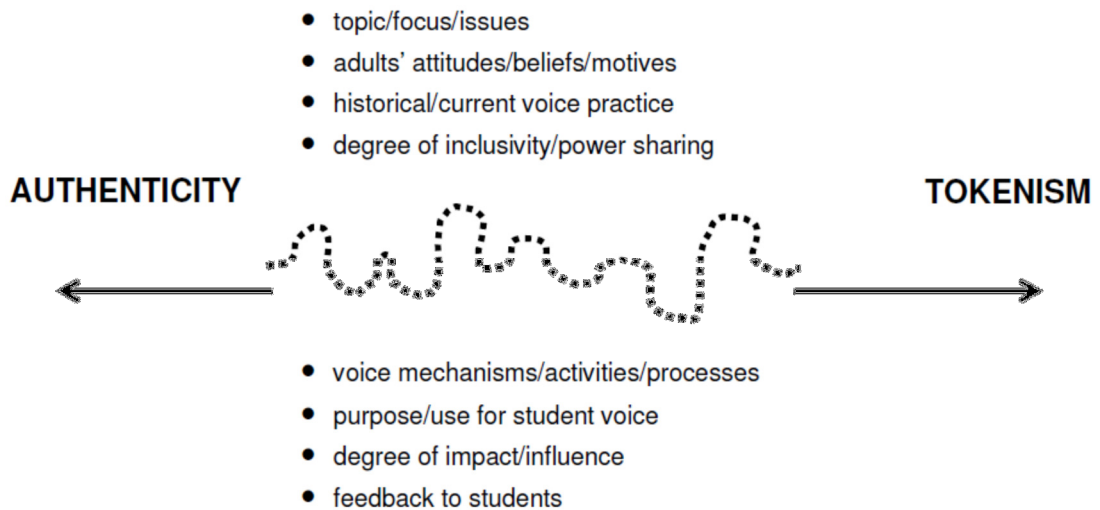 • topic/focus/issues
• adults’ attitudes/beliefs/motives
• historical/current voice practice
• degree of inclusivity/power sharing
AUTHENTICITY
TOKENISM
• voice mechanisms/activities/processes
• purpose/use for student voice
• degree of impact/influence
• feedback to students